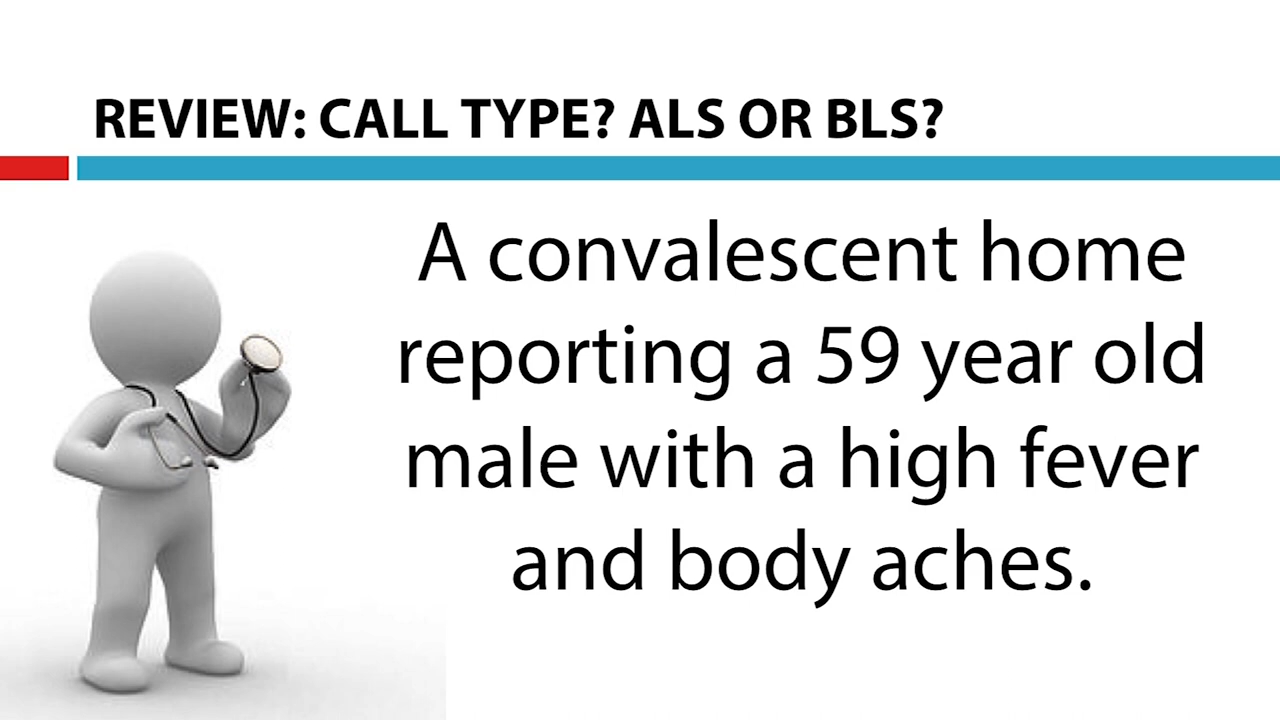 REVIEW: CALL TYPE? ALS OR BLS?
A convalescent home
reporting a 59 year old
male with a high fever
and body aches.